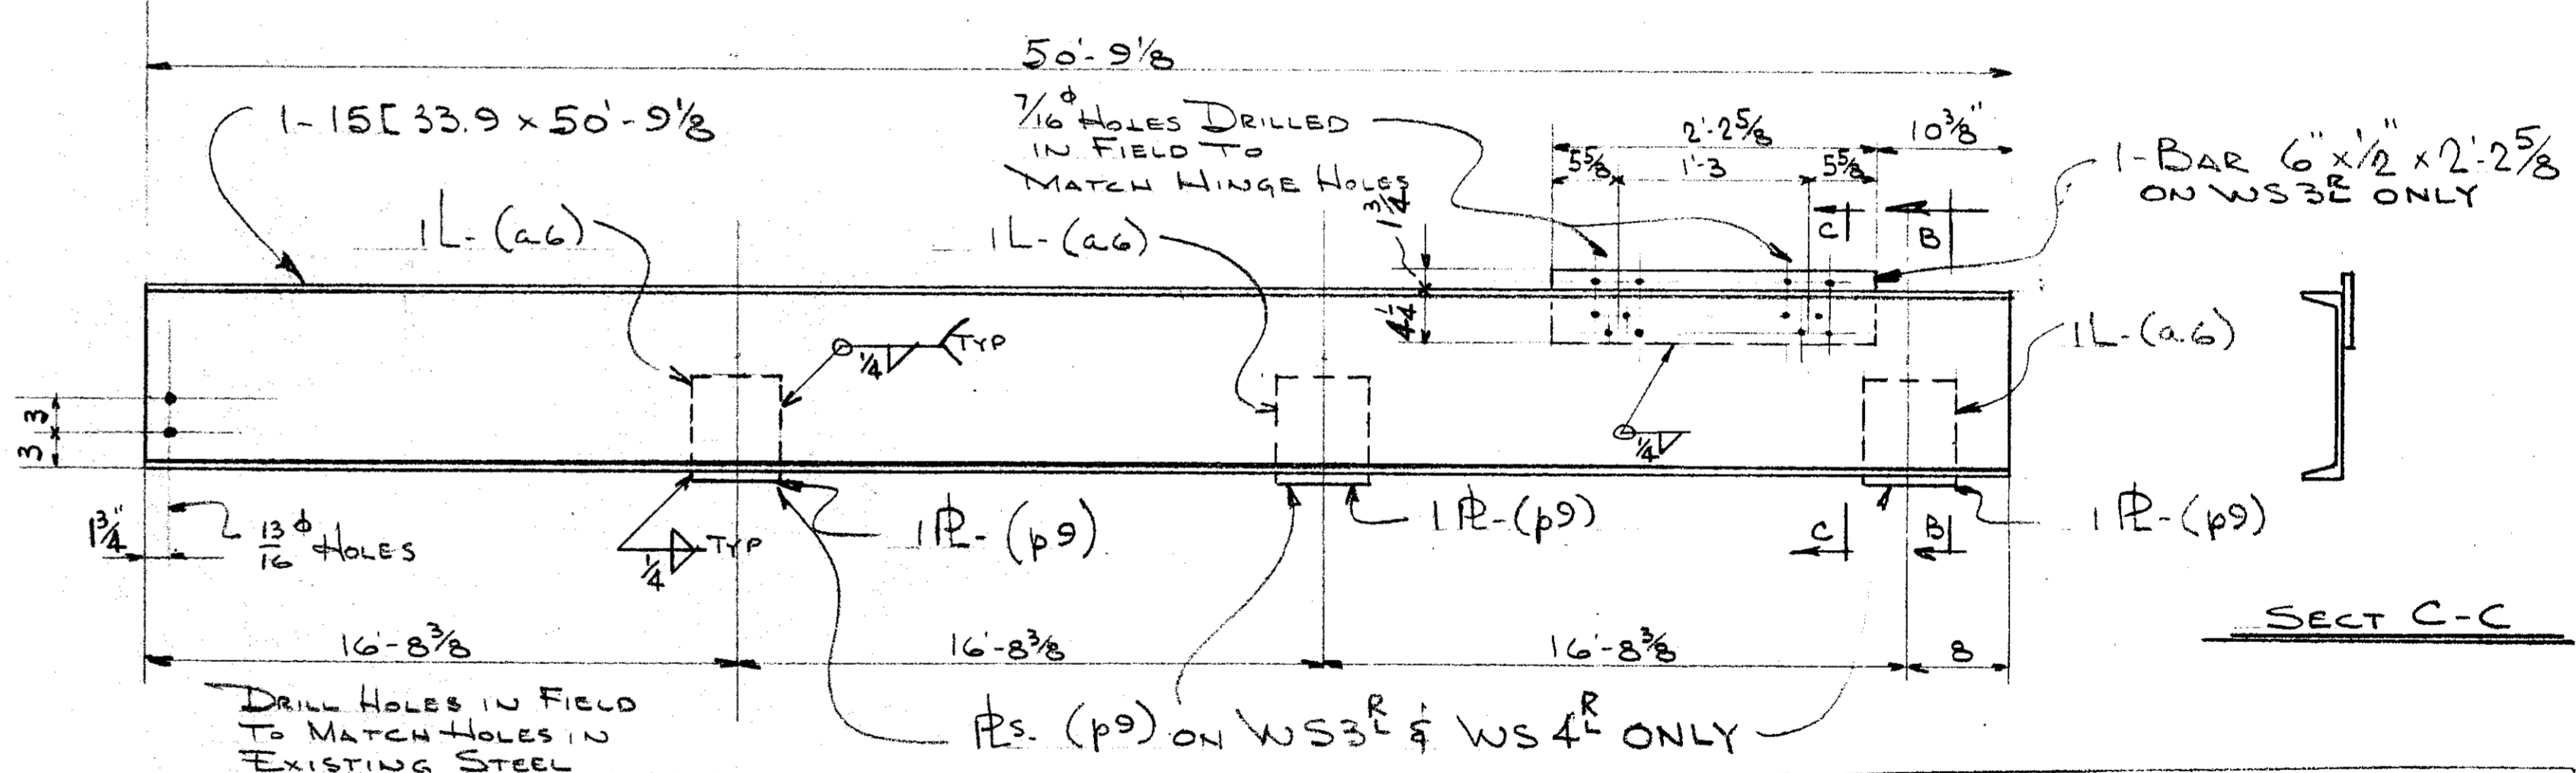 50'-9⅛
1-15[ 33.9 x 50'-9⅛
7/16 ϕ HOLES DRILLED
IN FIELD TO
MATCH HINGE HOLES
2'-2⅝
10⅜"
5⅝
1'-3
5⅝
1-BAR 6" x ½" x 2'-2⅝
ON WS3 R L ONLY
1¾
C
B
1L-(a6)
1L-(a6)
4¼
1L-(a6)
¼
TYP
¼
3
3
1¾"
13/16 ϕ HOLES
¼
TYP
1 PL-(p9)
1 PL-(p9)
C
B
1 PL-(p9)
SECT C-C
16'-8⅜
16'-8⅜
16'-8⅜
8
DRILL HOLES IN FIELD
TO MATCH HOLES IN
EXISTING STEEL
PLS. (p9) ON WS3 R L & WS4 R L ONLY